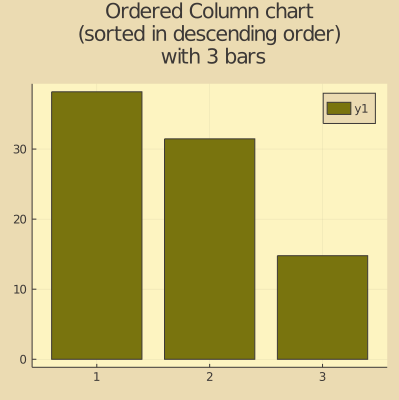 Ordered Column chart
(sorted in descending order)
with 3 bars
y1
30
20
10
0
1 2 3